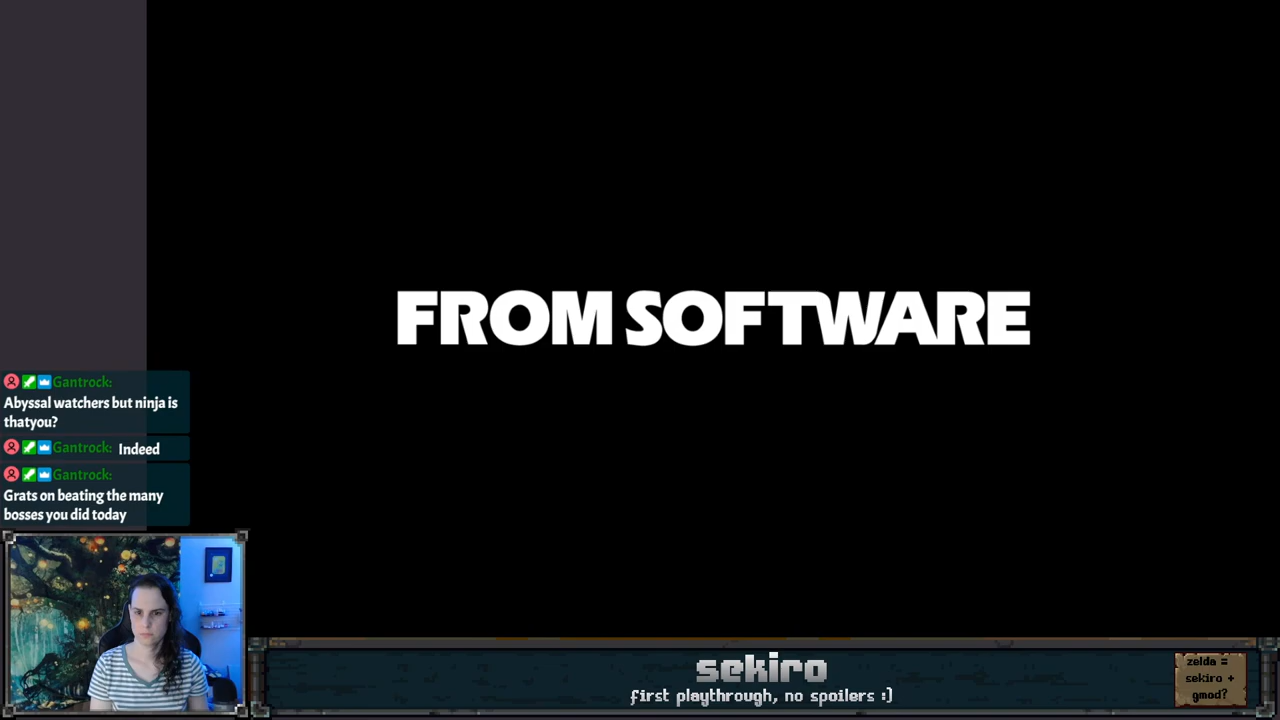 FROM SOFTWARE
Gantrock:
Abyssal watchers but ninja is
thatyou?
Gantrock: Indeed
Gantrock:
Grats on beating the many
bosses you did today
sekiro
first playthrough, no spoilers :)
zelda =
sekiro +
gmod?